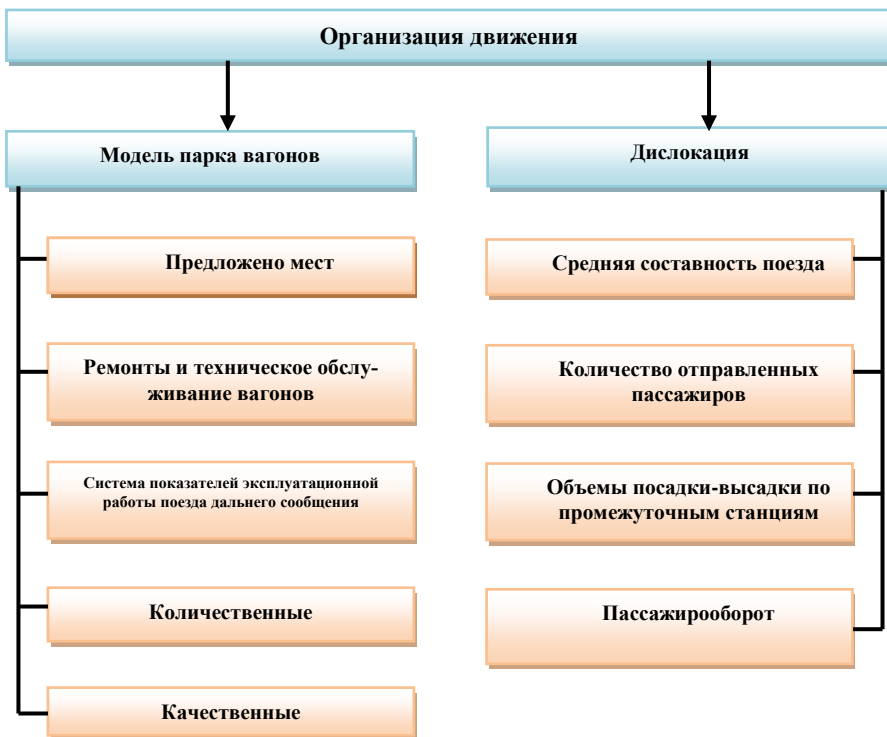 Организация движения
Модель парка вагонов
Предложено мест
Ремонты и техническое обслу-
живание вагонов
Система показателей эксплуатационной
работы поезда дальнего сообщения
Количественные
Качественные
Дислокация
Средняя составность поезда
Количество отправленных
пассажиров
Объемы посадки-высадки по
промежуточным станциям
Пассажирооборот